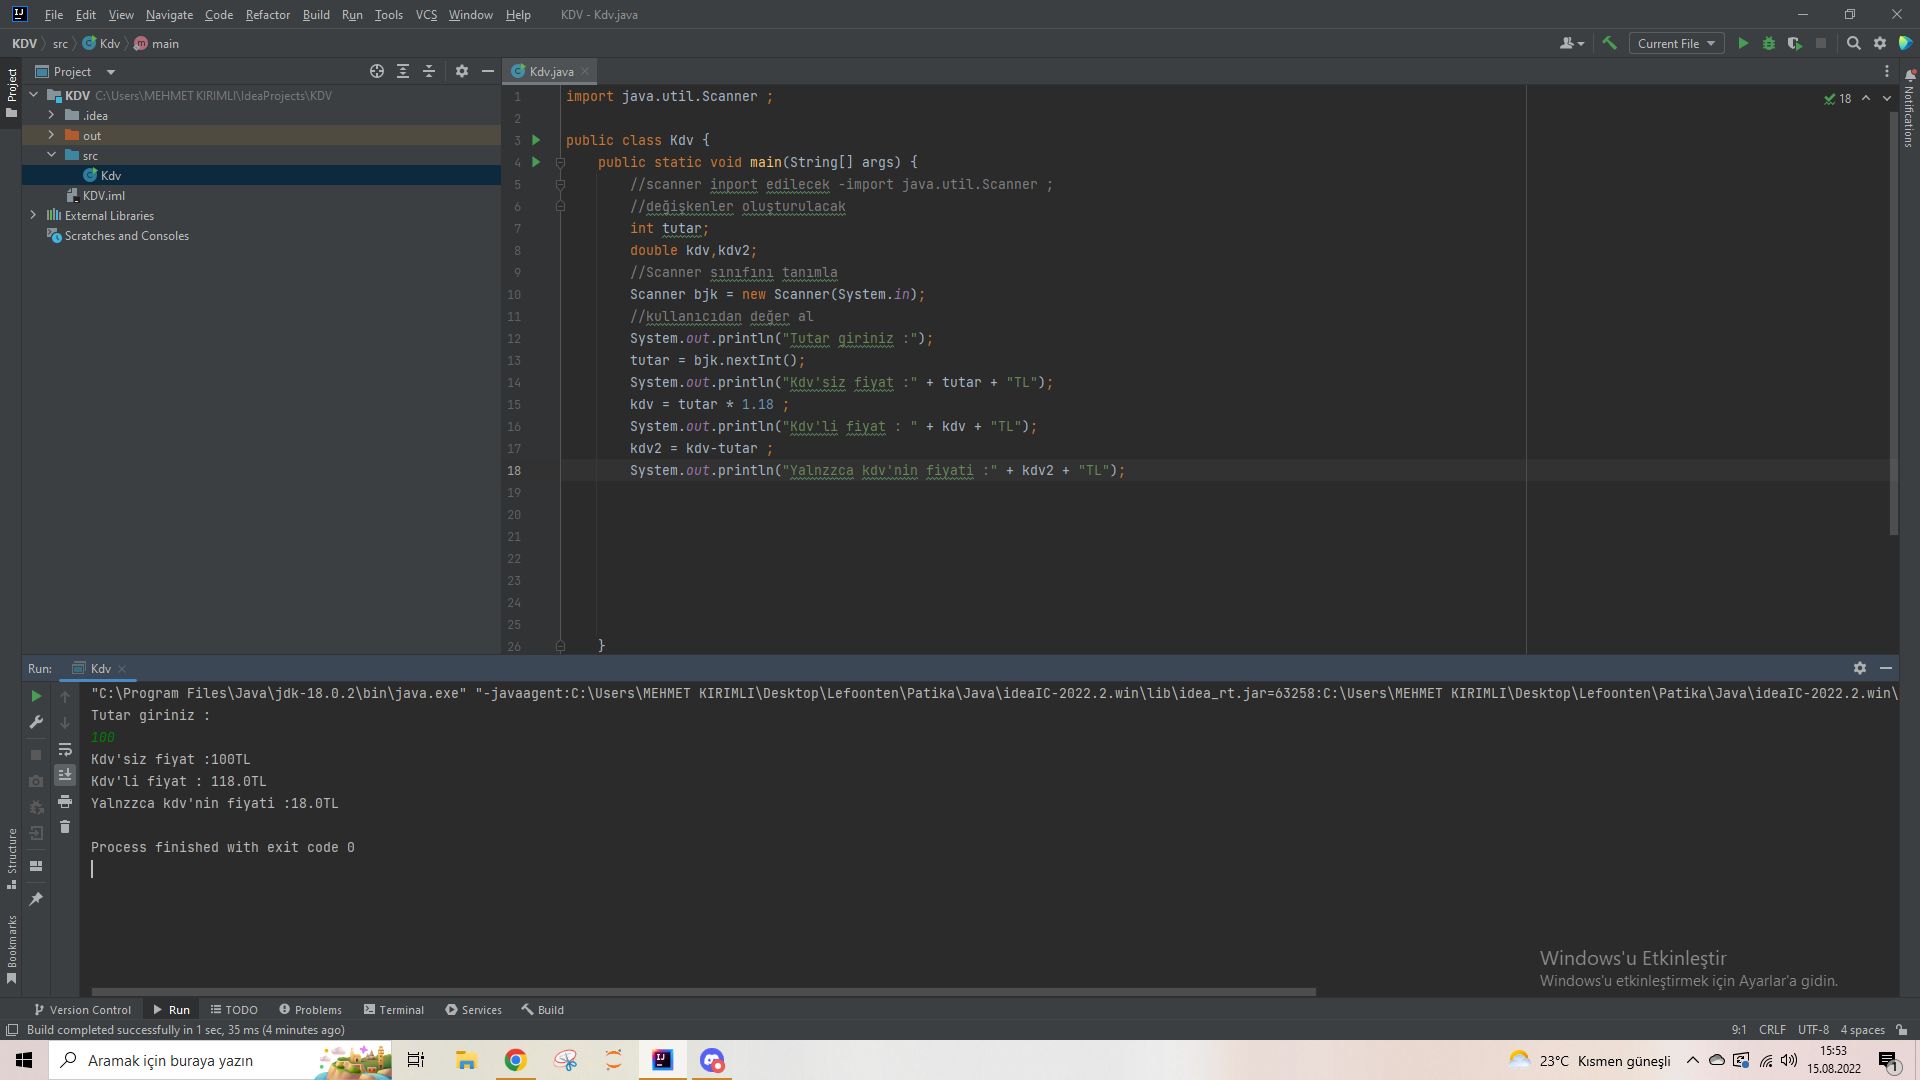 File Edit View Navigate Code Refactor Build Run Tools VCS Window Help KDV - Kdv.java
KDV src Kdv main
Current File
Project
Kdv.java
Project
Notifications
KDV C:\Users\MEHMET KIRIMLI\IdeaProjects\KDV
.idea
out
src
Kdv
KDV.iml
External Libraries
Scratches and Consoles
18
1 import java.util.Scanner ;
2
3 public class Kdv {
4 public static void main(String[] args) {
5 //scanner inport edilecek -import java.util.Scanner ;
6 //değişkenler oluşturulacak
7 int tutar;
8 double kdv,kdv2;
9 //Scanner sınıfını tanımla
10 Scanner bjk = new Scanner(System.in);
11 //kullanıcıdan değer al
12 System.out.println("Tutar giriniz :");
13 tutar = bjk.nextInt();
14 System.out.println("Kdv'siz fiyat :" + tutar + "TL");
15 kdv = tutar * 1.18 ;
16 System.out.println("Kdv'li fiyat : " + kdv + "TL");
17 kdv2 = kdv-tutar ;
18 System.out.println("Yalnzzca kdv'nin fiyati :" + kdv2 + "TL");
19
20
21
22
23
24
25
26 }
Run: Kdv
"C:\Program Files\Java\jdk-18.0.2\bin\java.exe" "-javaagent:C:\Users\MEHMET KIRIMLI\Desktop\Lefoonten\Patika\Java\ideaIC-2022.2.win\lib\idea_rt.jar=63258:C:\Users\MEHMET KIRIMLI\Desktop\Lefoonten\Patika\Java\ideaIC-2022.2.win\
Tutar giriniz :
100
Kdv'siz fiyat :100TL
Kdv'li fiyat : 118.0TL
Yalnzzca kdv'nin fiyati :18.0TL
Process finished with exit code 0
Structure
Bookmarks
Windows'u Etkinleştir
Windows'u etkinleştirmek için Ayarlar'a gidin.
Version Control Run TODO Problems Terminal Services Build
Build completed successfully in 1 sec, 35 ms (4 minutes ago)
9:1 CRLF UTF-8 4 spaces
Aramak için buraya yazın
23°C Kısmen güneşli
15:53
15.08.2022
1